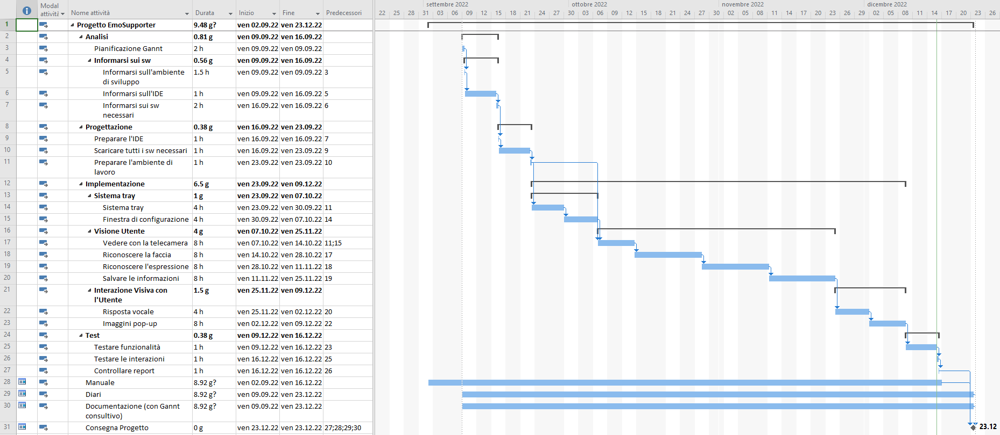 settembre 2022 ottobre 2022 novembre 2022 dicembre 2022
Modal
attività Nome attività Durata Inizio Fine Predecessori 22 25 28 31 03 06 09 12 15 18 21 24 27 30 03 06 09 12 15 18 21 24 27 30 02 05 08 11 14 17 20 23 26 29 02 05 08 11 14 17 20 23 26
1 Progetto EmoSupporter 9.48 g? ven 02.09.22 ven 23.12.22
2 Analisi 0.81 g ven 09.09.22 ven 16.09.22
3 Pianificazione Gannt 2 h ven 09.09.22 ven 09.09.22
4 Informarsi sui sw 0.56 g ven 09.09.22 ven 16.09.22
5 Informarsi sull'ambiente 1.5 h ven 09.09.22 ven 09.09.22 3
di sviluppo
6 Informarsi sull'IDE 1 h ven 09.09.22 ven 16.09.22 5
7 Informarsi sui sw 2 h ven 16.09.22 ven 16.09.22 6
necessari
8 Progettazione 0.38 g ven 16.09.22 ven 23.09.22
9 Preparare l'IDE 1 h ven 16.09.22 ven 16.09.22 7
10 Scaricare tutti i sw necessari 1 h ven 16.09.22 ven 23.09.22 9
11 Preparare l'ambiente di 1 h ven 23.09.22 ven 23.09.22 10
lavoro
12 Implementazione 6.5 g ven 23.09.22 ven 09.12.22
13 Sistema tray 1 g ven 23.09.22 ven 07.10.22
14 Sistema tray 4 h ven 23.09.22 ven 30.09.22 11
15 Finestra di configurazione 4 h ven 30.09.22 ven 07.10.22 14
16 Visione Utente 4 g ven 07.10.22 ven 25.11.22
17 Vedere con la telecamera 8 h ven 07.10.22 ven 14.10.22 11;15
18 Riconoscere la faccia 8 h ven 14.10.22 ven 28.10.22 17
19 Riconoscere l'espressione 8 h ven 28.10.22 ven 11.11.22 18
20 Salvare le informazioni 8 h ven 11.11.22 ven 25.11.22 19
21 Interazione Visiva con 1.5 g ven 25.11.22 ven 09.12.22
l'Utente
22 Risposta vocale 4 h ven 25.11.22 ven 02.12.22 20
23 Imaggini pop-up 8 h ven 02.12.22 ven 09.12.22 22
24 Test 0.38 g ven 09.12.22 ven 16.12.22
25 Testare funzionalità 1 h ven 09.12.22 ven 16.12.22 23
26 Testare le interazioni 1 h ven 16.12.22 ven 16.12.22 25
27 Controllare report 1 h ven 16.12.22 ven 16.12.22 26
28 Manuale 8.92 g? ven 02.09.22 ven 16.12.22
29 Diari 8.92 g? ven 09.09.22 ven 23.12.22
30 Documentazione (con Gannt 8.92 g? ven 09.09.22 ven 23.12.22
consultivo)
31 Consegna Progetto 0 g ven 23.12.22 ven 23.12.22 27;28;29;30 23.12